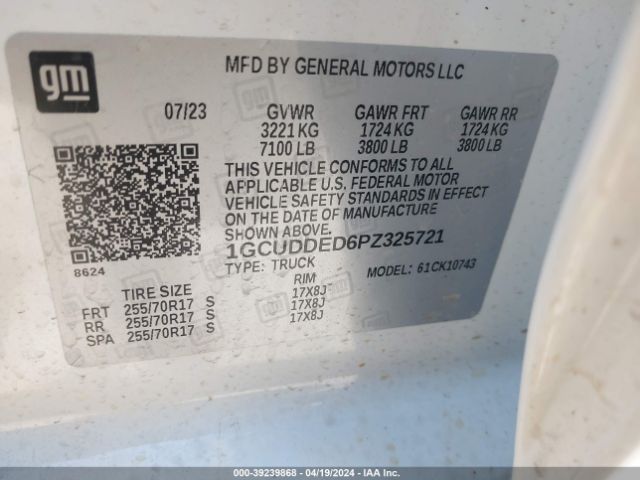 gm
MFD BY GENERAL MOTORS LLC
07/23 GVWR GAWR FRT GAWR RR
3221 KG 1724 KG 1724 KG
7100 LB 3800 LB 3800 LB
THIS VEHICLE CONFORMS TO ALL
APPLICABLE U.S. FEDERAL MOTOR
VEHICLE SAFETY STANDARDS IN EFFECT
ON THE DATE OF MANUFACTURE
SHOWN ABOVE.
1GCUDDED6PZ325721
8624
TYPE: TRUCK MODEL: 61CK10743
TIRE SIZE RIM
FRT 255/70R17 S 17X8J
RR 255/70R17 S 17X8J
SPA 255/70R17 S 17X8J
000-39239868 - 04/19/2024 - IAA Inc.